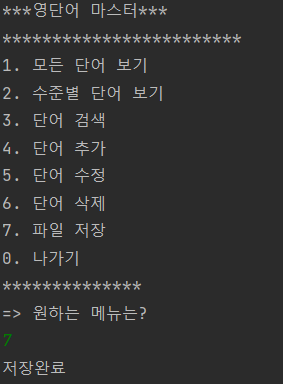 ***영단어 마스터***
************************
1. 모든 단어 보기
2. 수준별 단어 보기
3. 단어 검색
4. 단어 추가
5. 단어 수정
6. 단어 삭제
7. 파일 저장
0. 나가기
**************
=> 원하는 메뉴는?
7
저장완료